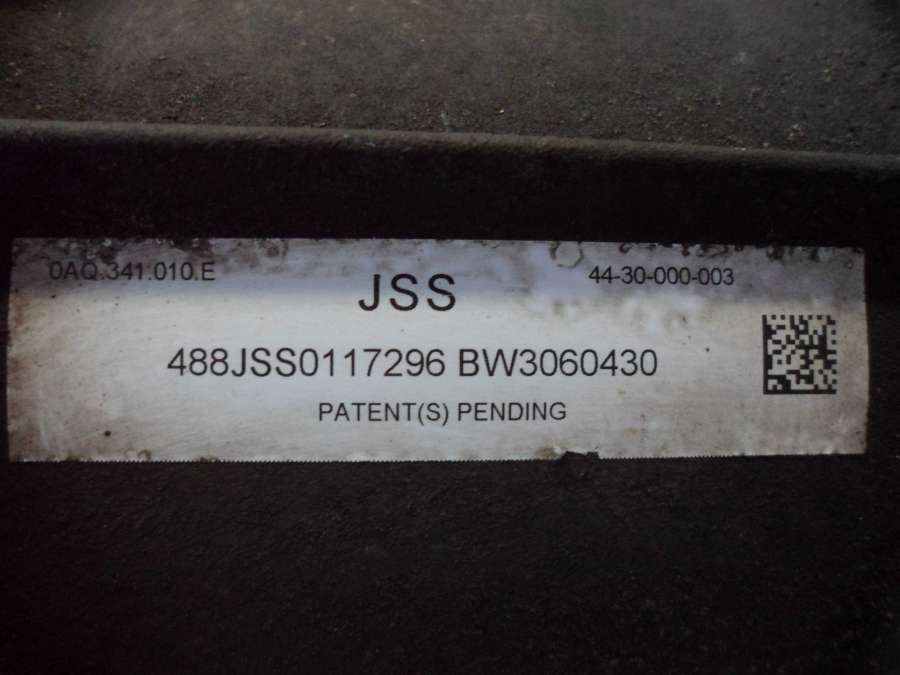 0AQ.341.010.E
44-30-000-003
JSS
488JSS0117296 BW3060430
PATENT(S) PENDING